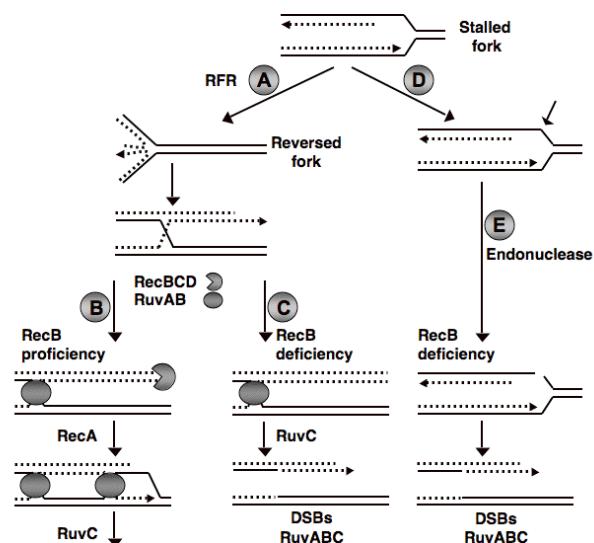 Stalled
fork
RFR
A
D
Reversed
fork
E
Endonuclease
RecBCD
RuvAB
B
C
RecB
proficiency
RecB
deficiency
RecB
deficiency
RecA
RuvC
RuvC
DSBs
RuvABC
DSBs
RuvABC